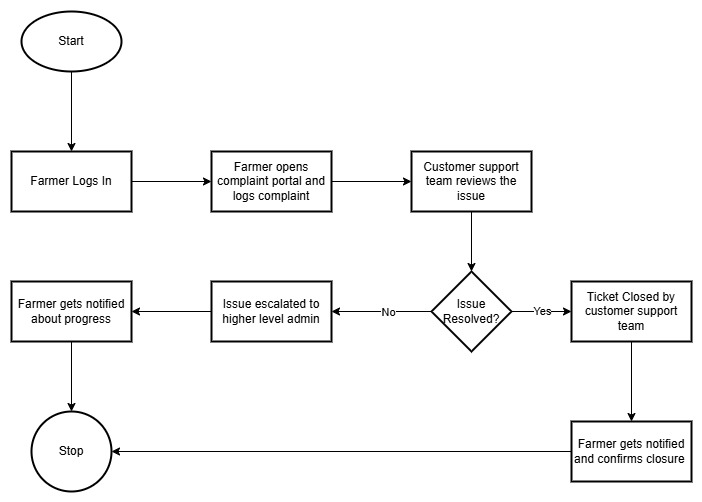 Start
Farmer Logs In
Farmer opens
complaint portal and
logs complaint
Customer support
team reviews the
issue
Farmer gets notified
about progress
Issue escalated to
higher level admin
No
Issue
Resolved?
Yes
Ticket Closed by
customer support
team
Stop
Farmer gets notified
and confirms closure